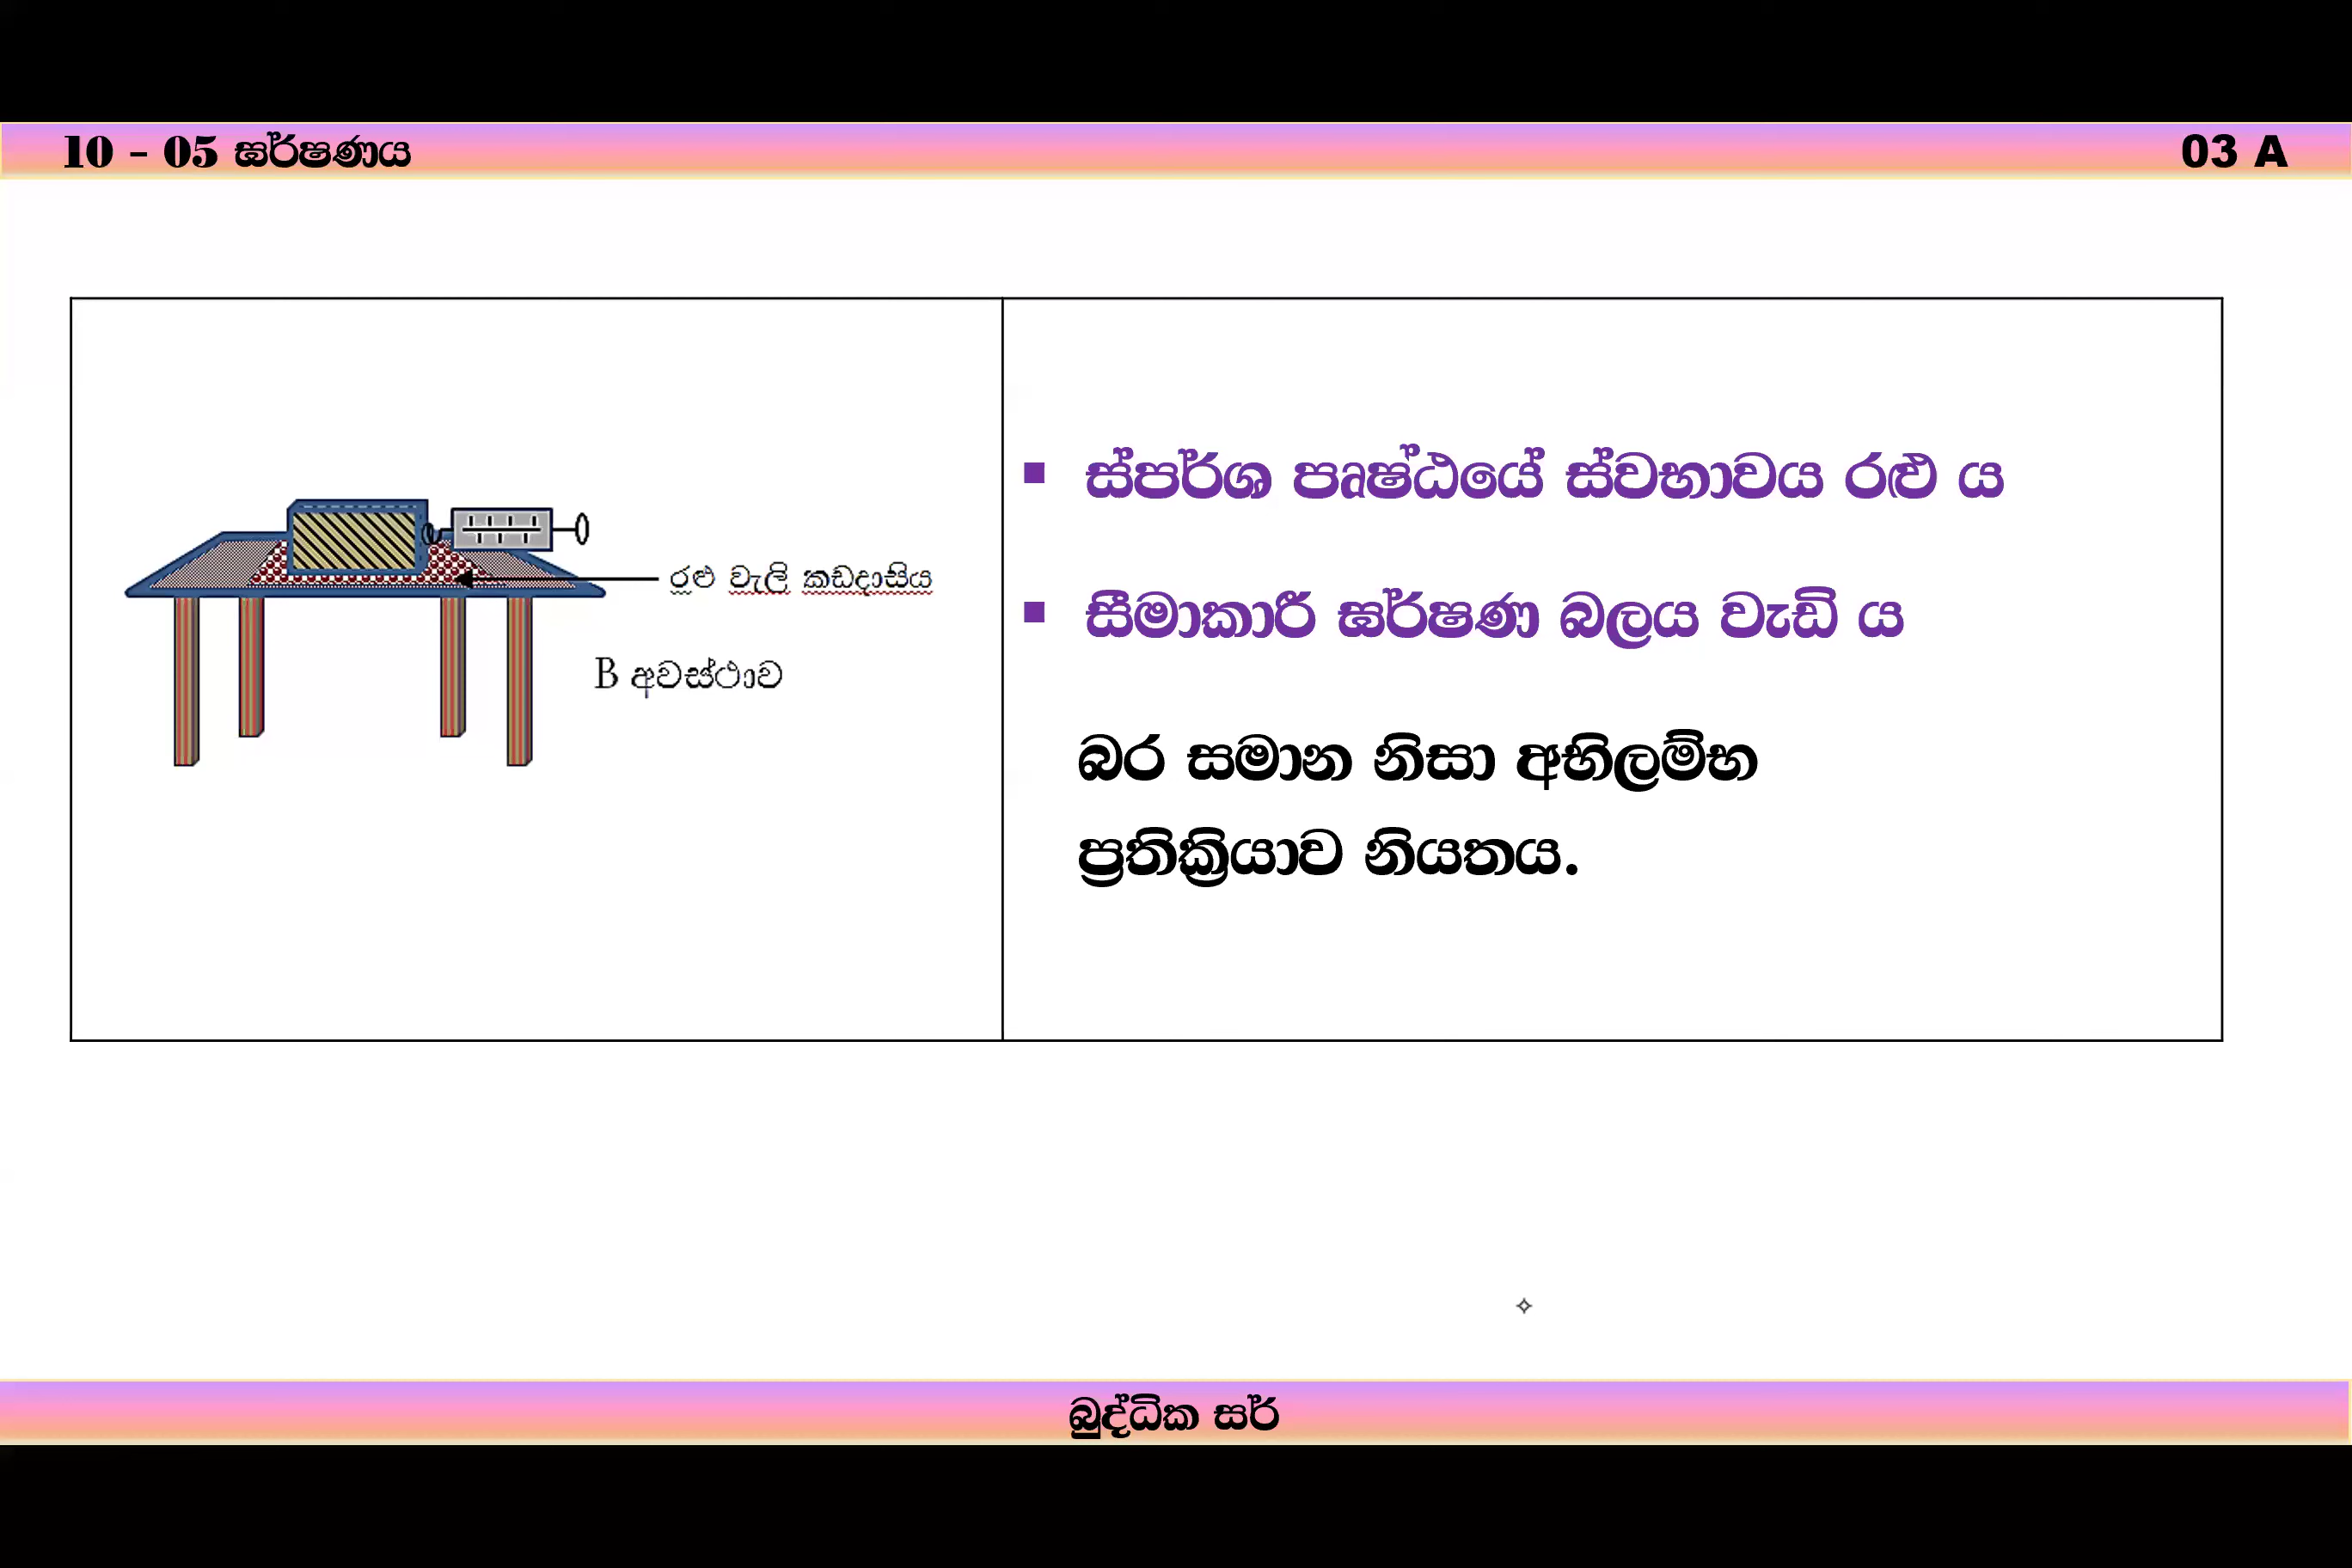 10 - 05 ඝර්ෂණය
03 A
රළු වැලි කඩදාසිය
B අවස්ථාව
▪ ස්පර්ශ පෘෂ්ඨයේ ස්වභාවය රළු ය
▪ සීමාකාරී ඝර්ෂණ බලය වැඩි ය
බර සමාන නිසා අභිලම්භ
ප්‍රතික්‍රියාව නියතය.
බුද්ධික සර්